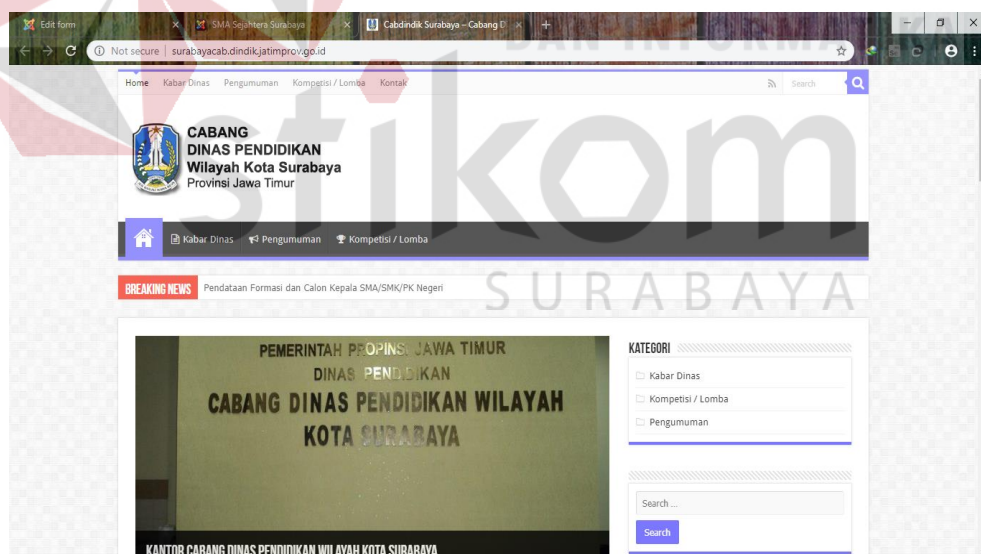 Edit form
SMA Sejahtera Surabaya
Cabdindik Surabaya – Cabang D
DAN INFORMA
Not secure | surabayacab.dindik.jatimprov.go.id
Home Kabar Dinas Pengumuman Kompetisi / Lomba Kontak Search
stikom
SURABAYA
CABANG
DINAS PENDIDIKAN
Wilayah Kota Surabaya
Provinsi Jawa Timur
Kabar Dinas Pengumuman Kompetisi / Lomba
BREAKING NEWS Pendataan Formasi dan Calon Kepala SMA/SMK/PK Negeri
PEMERINTAH PROPINSI JAWA TIMUR
DINAS PENDIDIKAN
CABANG DINAS PENDIDIKAN WILAYAH
KOTA SURABAYA
KANTOR CABANG DINAS PENDIDIKAN WILAYAH KOTA SURABAYA
KATEGORI
Kabar Dinas
Kompetisi / Lomba
Pengumuman
Search ...
Search